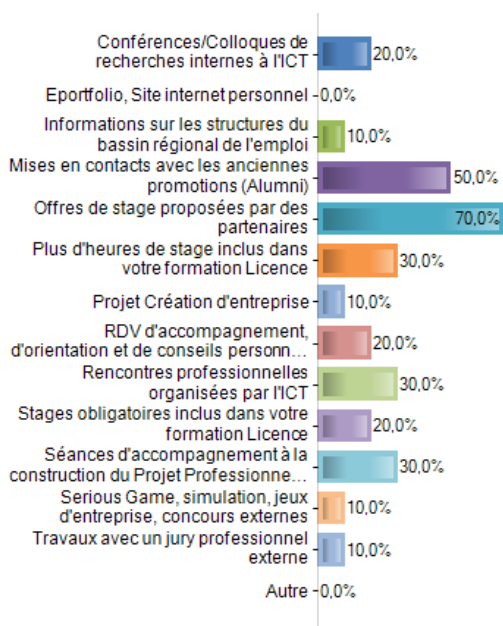 Conférences/Colloques de
recherches internes à l'ICT
20,0%
Eportfolio, Site internet personnel
0,0%
Informations sur les structures du
bassin régional de l'emploi
10,0%
Mises en contacts avec les anciennes
promotions (Alumni)
50,0%
Offres de stage proposées par des
partenaires
70,0%
Plus d'heures de stage inclus dans
votre formation Licence
30,0%
Projet Création d'entreprise
10,0%
RDV d'accompagnement,
d'orientation et de conseils personn...
20,0%
Rencontres professionnelles
organisées par l'ICT
30,0%
Stages obligatoires inclus dans votre
formation Licence
20,0%
Séances d'accompagnement à la
construction du Projet Professionne...
30,0%
Serious Game, simulation, jeux
d'entreprise, concours externes
10,0%
Travaux avec un jury professionnel
externe
10,0%
Autre
0,0%